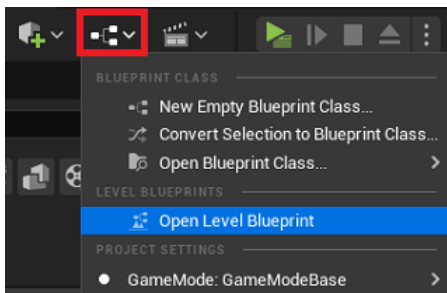 BLUEPRINT CLASS
New Empty Blueprint Class...
Convert Selection to Blueprint Class...
Open Blueprint Class...
LEVEL BLUEPRINTS
Open Level Blueprint
PROJECT SETTINGS
GameMode: GameModeBase